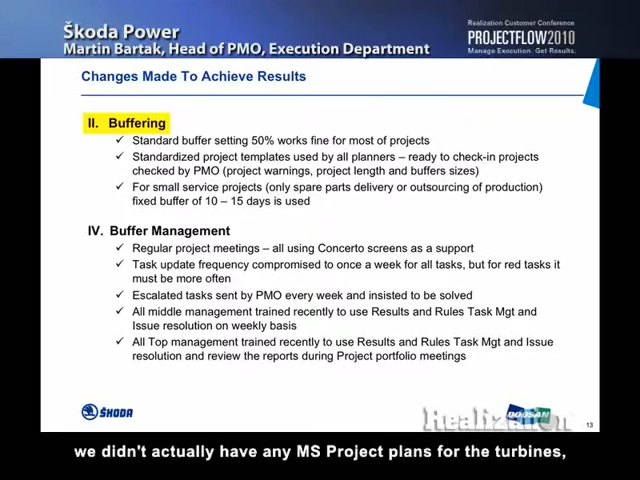 Škoda Power
Martin Bartak, Head of PMO, Execution Department
Realization Customer Conference
PROJECTFLOW2010
Manage Execution. Get Results.
Changes Made To Achieve Results
II. Buffering
✓ Standard buffer setting 50% works fine for most of projects
✓ Standardized project templates used by all planners – ready to check-in projects
checked by PMO (project warnings, project length and buffers sizes)
✓ For small service projects (only spare parts delivery or outsourcing of production)
fixed buffer of 10 – 15 days is used
IV. Buffer Management
✓ Regular project meetings – all using Concerto screens as a support
✓ Task update frequency compromised to once a week for all tasks, but for red tasks it
must be more often
✓ Escalated tasks sent by PMO every week and insisted to be solved
✓ All middle management trained recently to use Results and Rules Task Mgt and
Issue resolution on weekly basis
✓ All Top management trained recently to use Results and Rules Task Mgt and Issue
resolution and review the reports during Project portfolio meetings
ŠKODA
DOOSAN
Realization
13
we didn't actually have any MS Project plans for the turbines,